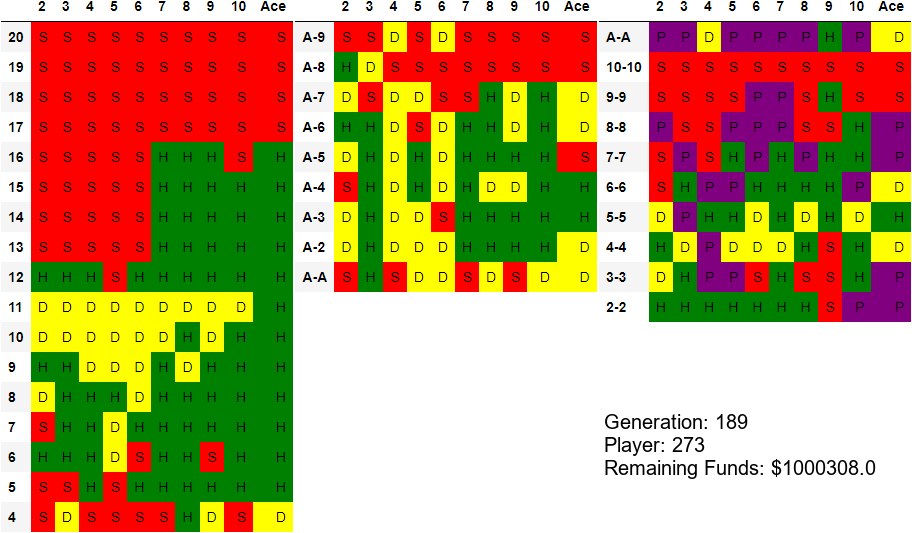 2 3 4 5 6 7 8 9 10 Ace
20 S S S S S S S S S S
19 S S S S S S S S S S
18 S S S S S S S S S S
17 S S S S S S S S S S
16 S S S S S H H H S H
15 S S S S S H H H H H
14 S S S S S H H H H H
13 S S S S S H H H H H
12 H H H S H H H H H H
11 D D D D D D D D D H
10 D D D D D D H D H H
9 H H D D D H D H H H
8 D H H H D H H H H H
7 S H H D H H H H H H
6 H H H D S H H S H H
5 S S H S H H H H H H
4 S D S S S S H D S D
2 3 4 5 6 7 8 9 10 Ace
A-9 S S D S D S S S S S
A-8 H D S S S S S S S S
A-7 D S D D S S H D H D
A-6 H H D S D H H D H D
A-5 D H D H D H H H H S
A-4 S H D H D H D D H H
A-3 D H D D S H H H H H
A-2 D H D D D H H H H D
A-A S H S D D S D S D D
2 3 4 5 6 7 8 9 10 Ace
A-A P P D P P P P H P D
10-10 S S S S S S S S S S
9-9 S S S S P P S H S S
8-8 P S S P P P S S H P
7-7 S P S H P H P H H P
6-6 S H P P H H H H P D
5-5 D P H H D H D H D H
4-4 H D P D D D H S H D
3-3 D H P P S H S S H P
2-2 H H H H H H H S P P
Generation: 189
Player: 273
Remaining Funds: $1000308.0